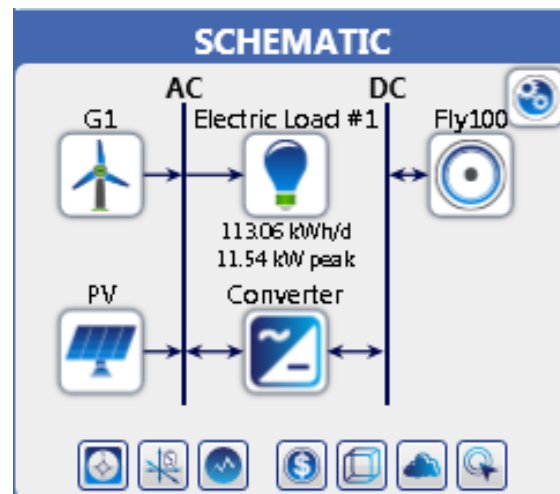 SCHEMATIC
AC
DC
G1
Electric Load #1
Fly100
113.06 kWh/d
11.54 kW peak
PV
Converter